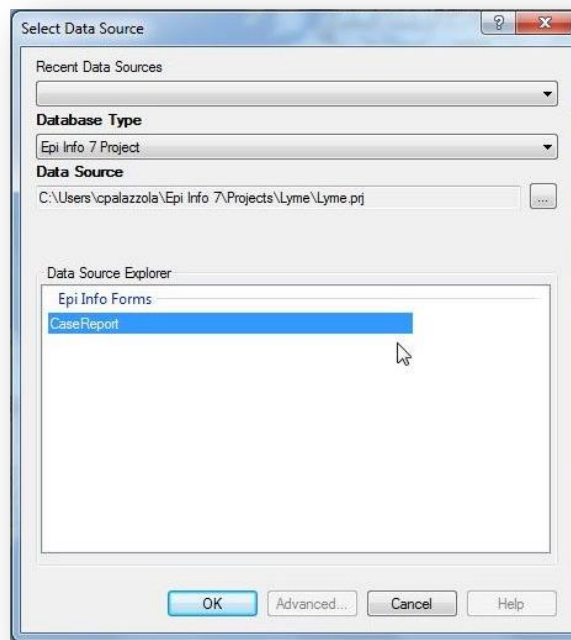 Select Data Source
?
Recent Data Sources
Database Type
Epi Info 7 Project
Data Source
C:\Users\cpalazzola\Epi Info 7\Projects\Lyme\Lyme.prj
...
Data Source Explorer
Epi Info Forms
CaseReport
OK
Advanced...
Cancel
Help